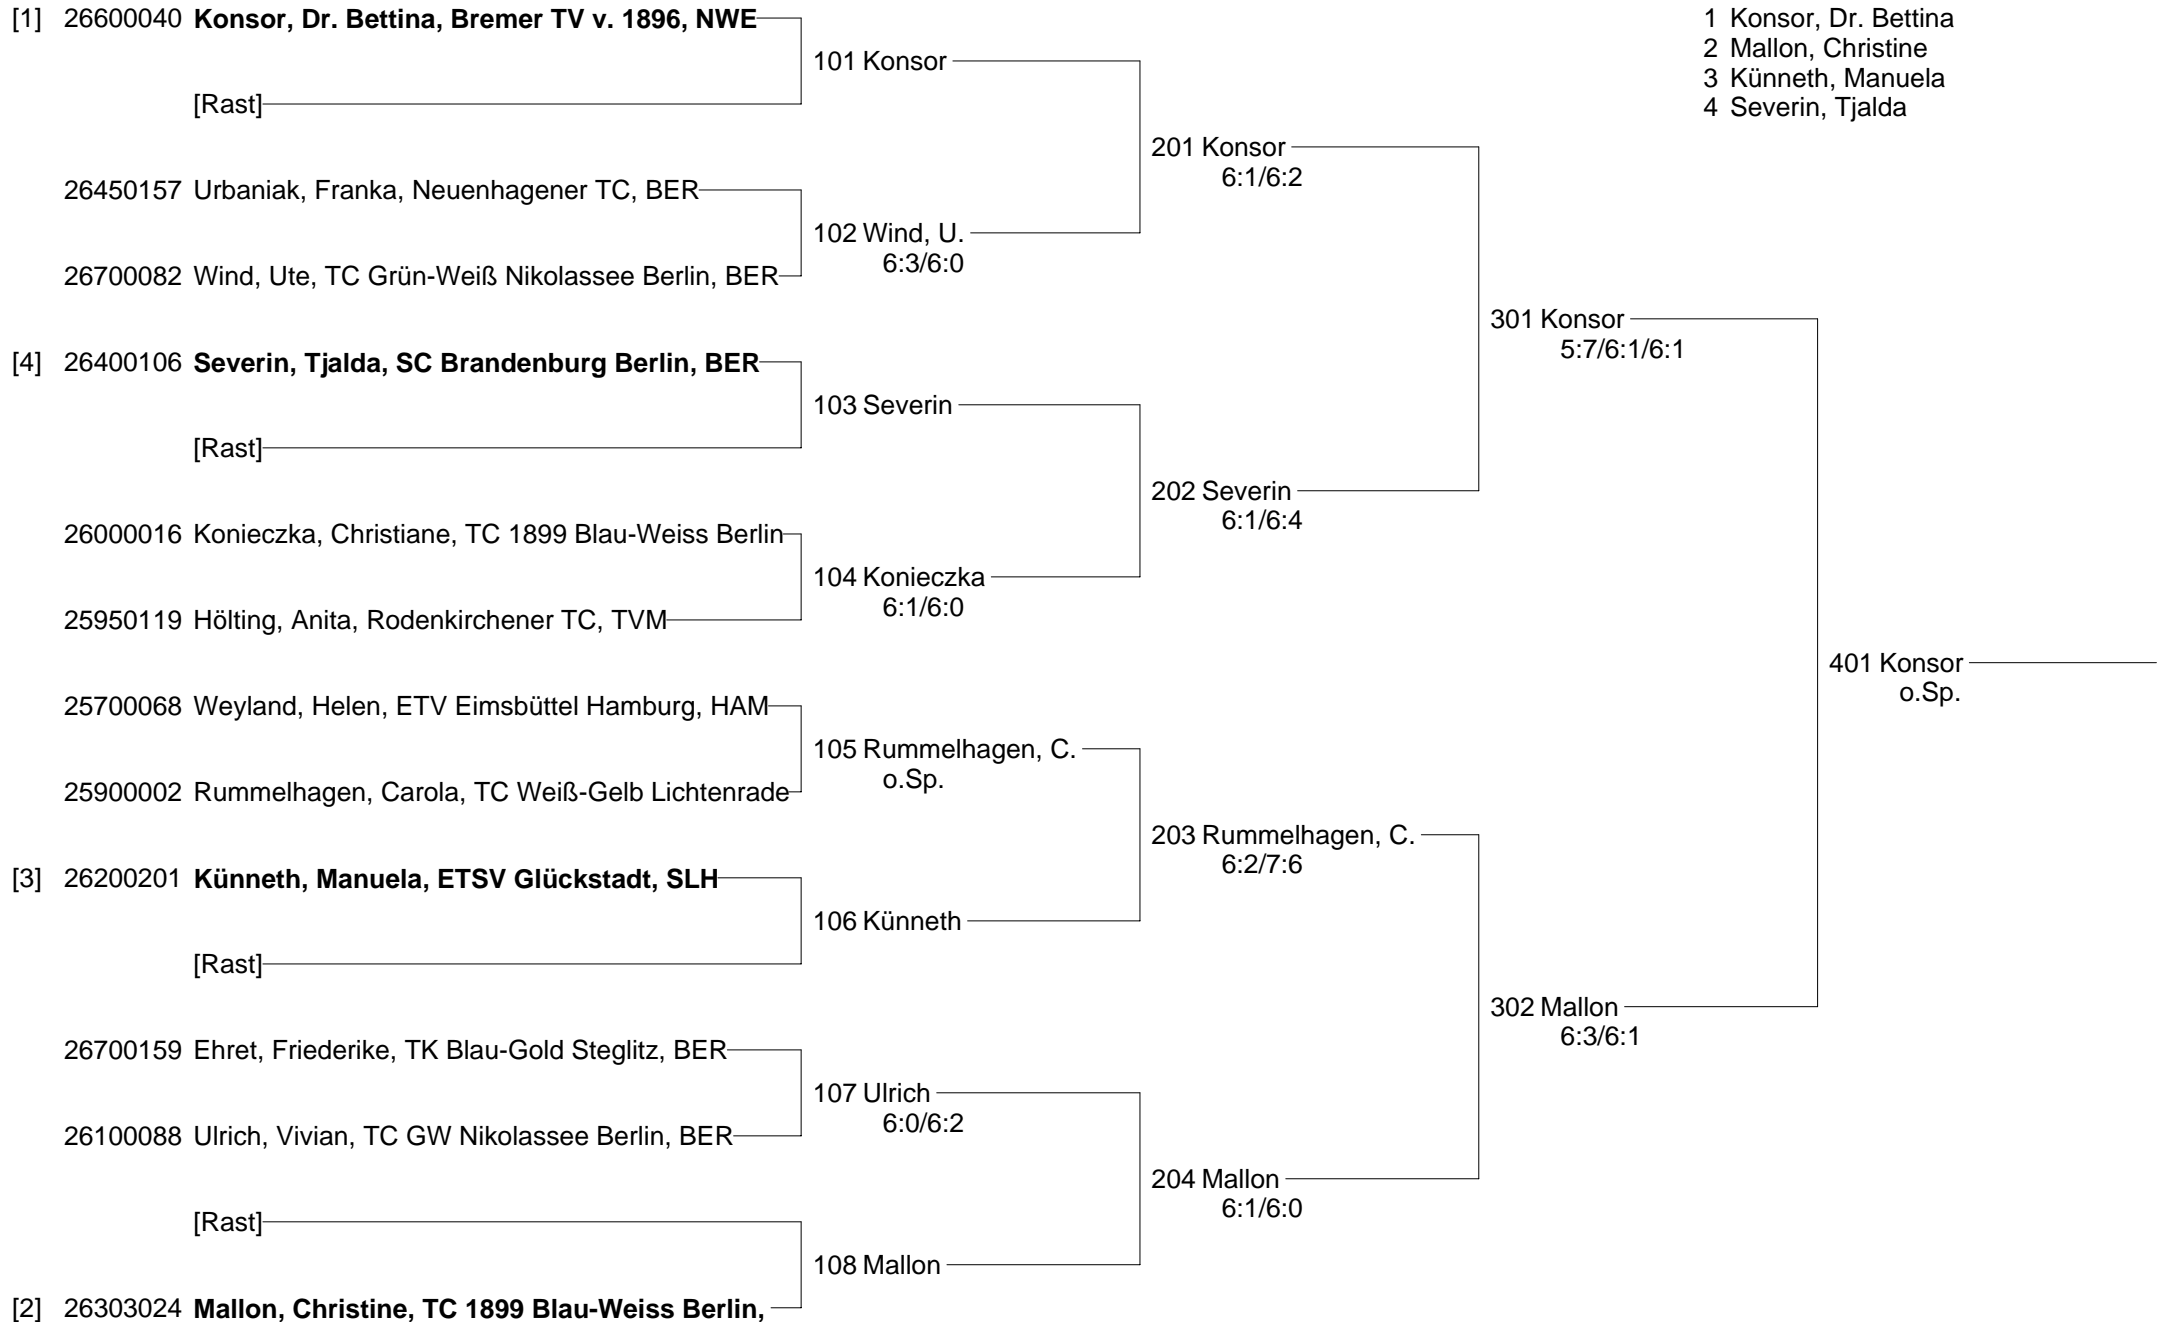 [1] 26600040 Konsor, Dr. Bettina, Bremer TV v. 1896, NWE
1 Konsor, Dr. Bettina
2 Mallon, Christine
3 Künneth, Manuela
4 Severin, Tjalda
101 Konsor
[Rast]
201 Konsor
6:1/6:2
26450157 Urbaniak, Franka, Neuenhagener TC, BER
102 Wind, U.
6:3/6:0
26700082 Wind, Ute, TC Grün-Weiß Nikolassee Berlin, BER
301 Konsor
5:7/6:1/6:1
[4] 26400106 Severin, Tjalda, SC Brandenburg Berlin, BER
103 Severin
[Rast]
202 Severin
6:1/6:4
26000016 Konieczka, Christiane, TC 1899 Blau-Weiss Berlin
104 Konieczka
6:1/6:0
25950119 Hölting, Anita, Rodenkirchener TC, TVM
401 Konsor
o.Sp.
25700068 Weyland, Helen, ETV Eimsbüttel Hamburg, HAM
105 Rummelhagen, C.
o.Sp.
25900002 Rummelhagen, Carola, TC Weiß-Gelb Lichtenrade
203 Rummelhagen, C.
6:2/7:6
[3] 26200201 Künneth, Manuela, ETSV Glückstadt, SLH
106 Künneth
[Rast]
302 Mallon
6:3/6:1
26700159 Ehret, Friederike, TK Blau-Gold Steglitz, BER
107 Ulrich
6:0/6:2
26100088 Ulrich, Vivian, TC GW Nikolassee Berlin, BER
204 Mallon
6:1/6:0
[Rast]
108 Mallon
[2] 26303024 Mallon, Christine, TC 1899 Blau-Weiss Berlin,